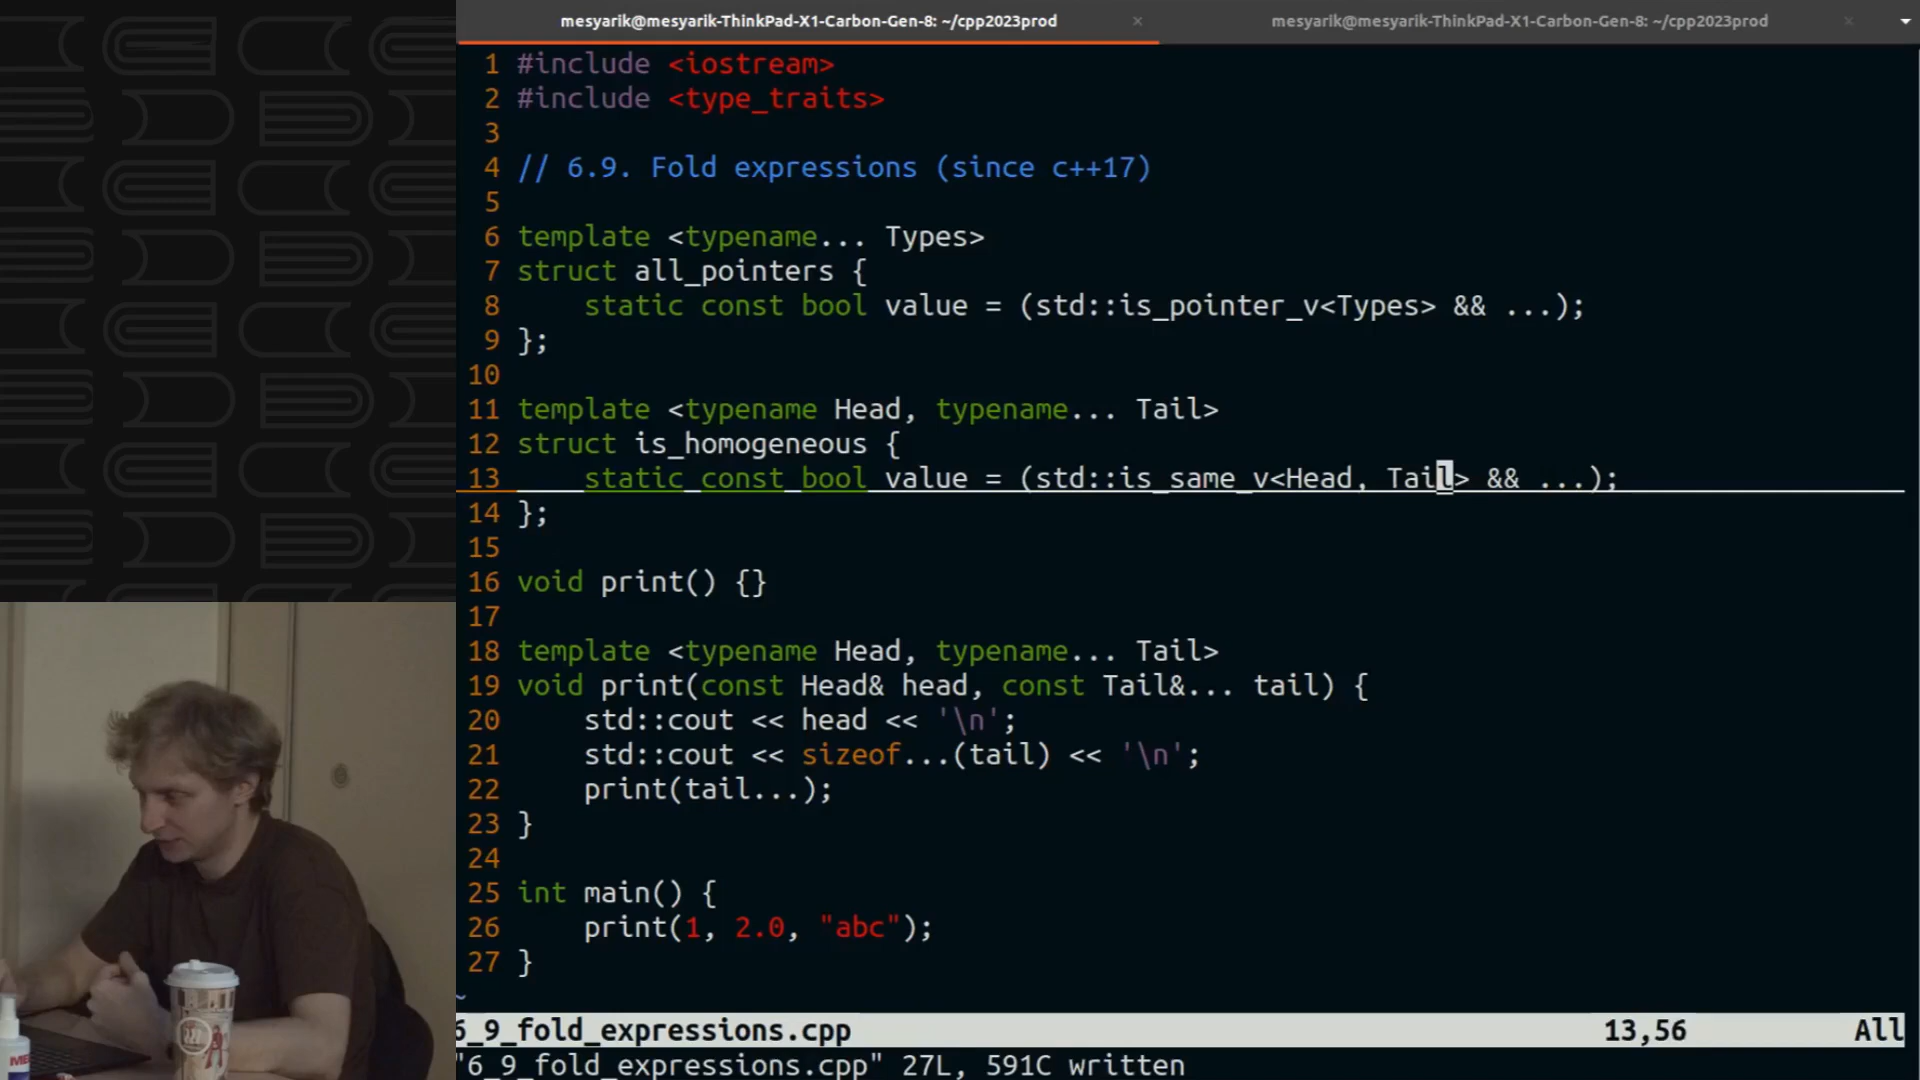 mesyarik@mesyarik-ThinkPad-X1-Carbon-Gen-8: ~/cpp2023prod × mesyarik@mesyarik-ThinkPad-X1-Carbon-Gen-8: ~/cpp2023prod ×
1 #include <iostream>
2 #include <type_traits>
3
4 // 6.9. Fold expressions (since c++17)
5
6 template <typename... Types>
7 struct all_pointers {
8     static const bool value = (std::is_pointer_v<Types> && ...);
9 };
10
11 template <typename Head, typename... Tail>
12 struct is_homogeneous {
13     static const bool value = (std::is_same_v<Head, Tail> && ...);
14 };
15
16 void print() {}
17
18 template <typename Head, typename... Tail>
19 void print(const Head& head, const Tail&... tail) {
20     std::cout << head << '\n';
21     std::cout << sizeof...(tail) << '\n';
22     print(tail...);
23 }
24
25 int main() {
26     print(1, 2.0, "abc");
27 }
~
6_9_fold_expressions.cpp 13,56 All
"6_9_fold_expressions.cpp" 27L, 591C written